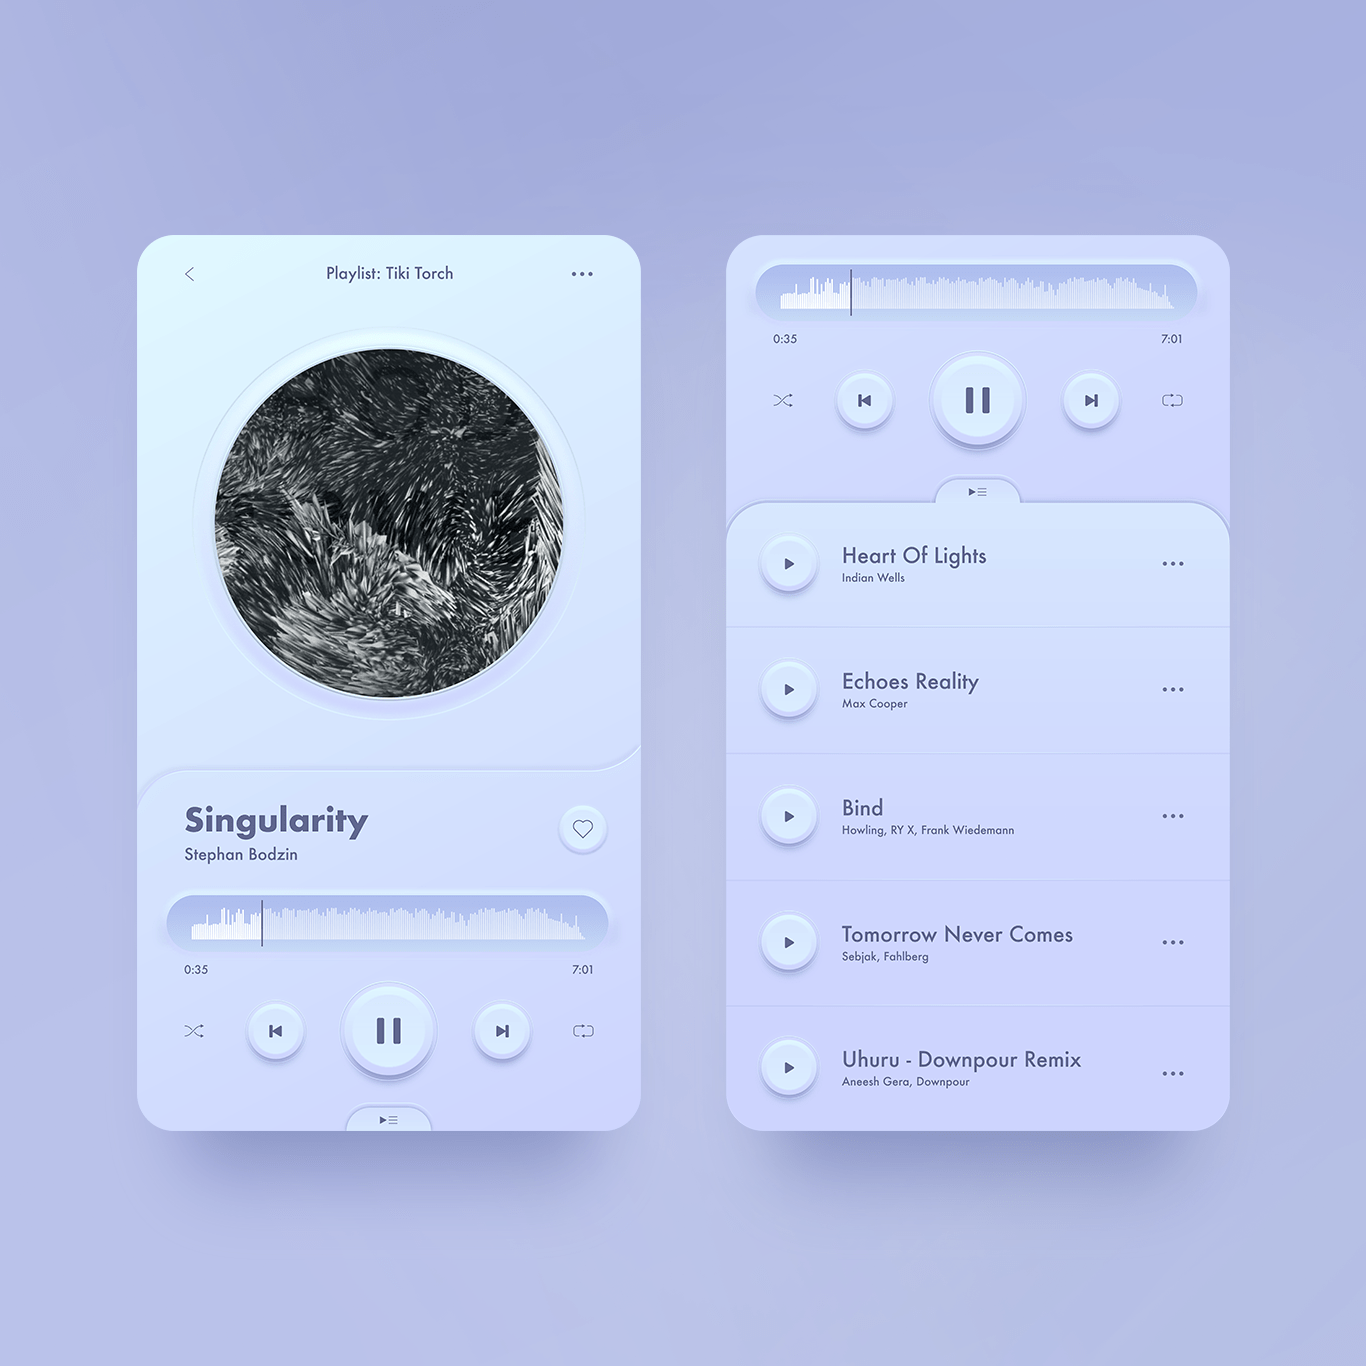 Playlist: Tiki Torch
Singularity
Stephan Bodzin
0:35
7:01
0:35
7:01
Heart Of Lights
Indian Wells
Echoes Reality
Max Cooper
Bind
Howling, RY X, Frank Wiedemann
Tomorrow Never Comes
Sebjak, Fahlberg
Uhuru - Downpour Remix
Aneesh Gera, Downpour